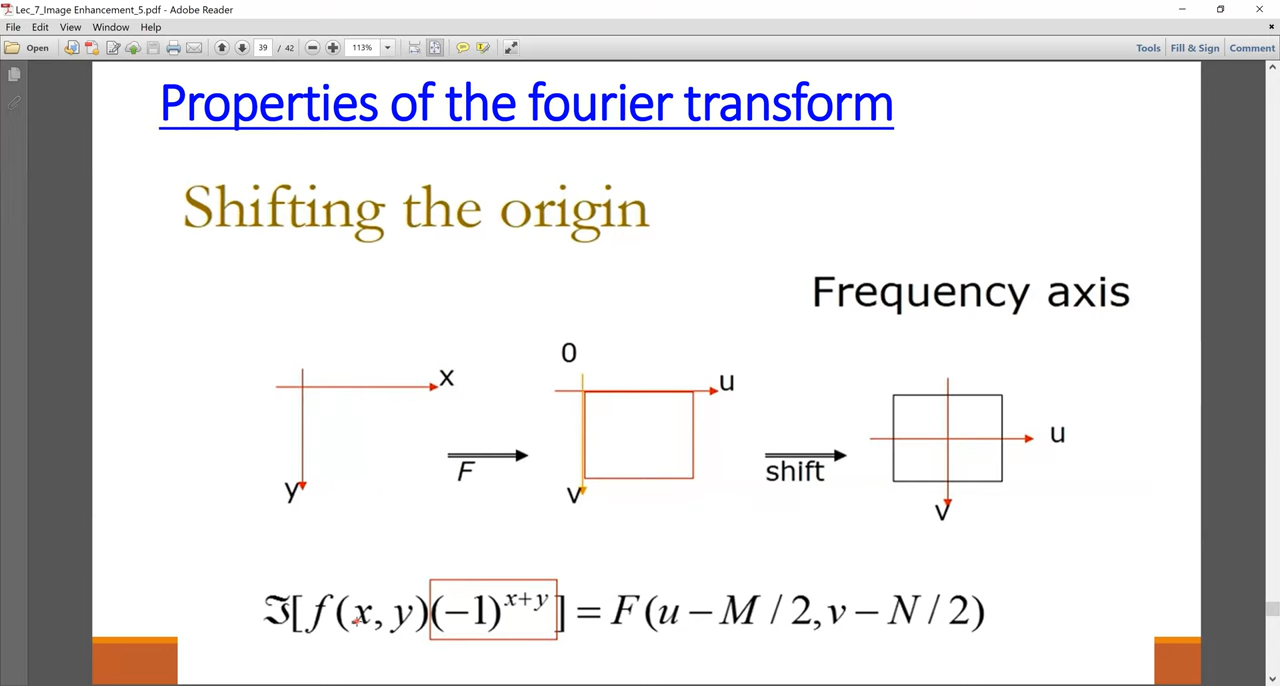 Lec_7_Image Enhancement_5.pdf - Adobe Reader
File Edit View Window Help
Open 39 / 42 113% Tools Fill & Sign Comment
Properties of the fourier transform
Shifting the origin
Frequency axis
x
y
F
0
u
v
shift
u
v
ℑ[f(x, y)(−1)^{x+y}] = F(u − M / 2, v − N / 2)